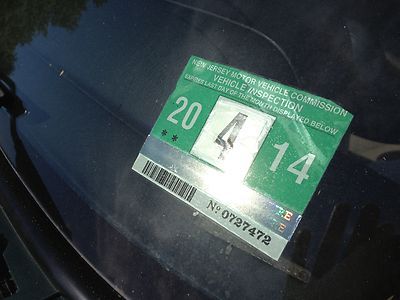 NEW JERSEY MOTOR VEHICLE COMMISSION
VEHICLE INSPECTION
EXPIRES LAST DAY OF THE MONTH DISPLAYED BELOW
20 4 14
**
Nº 0727472